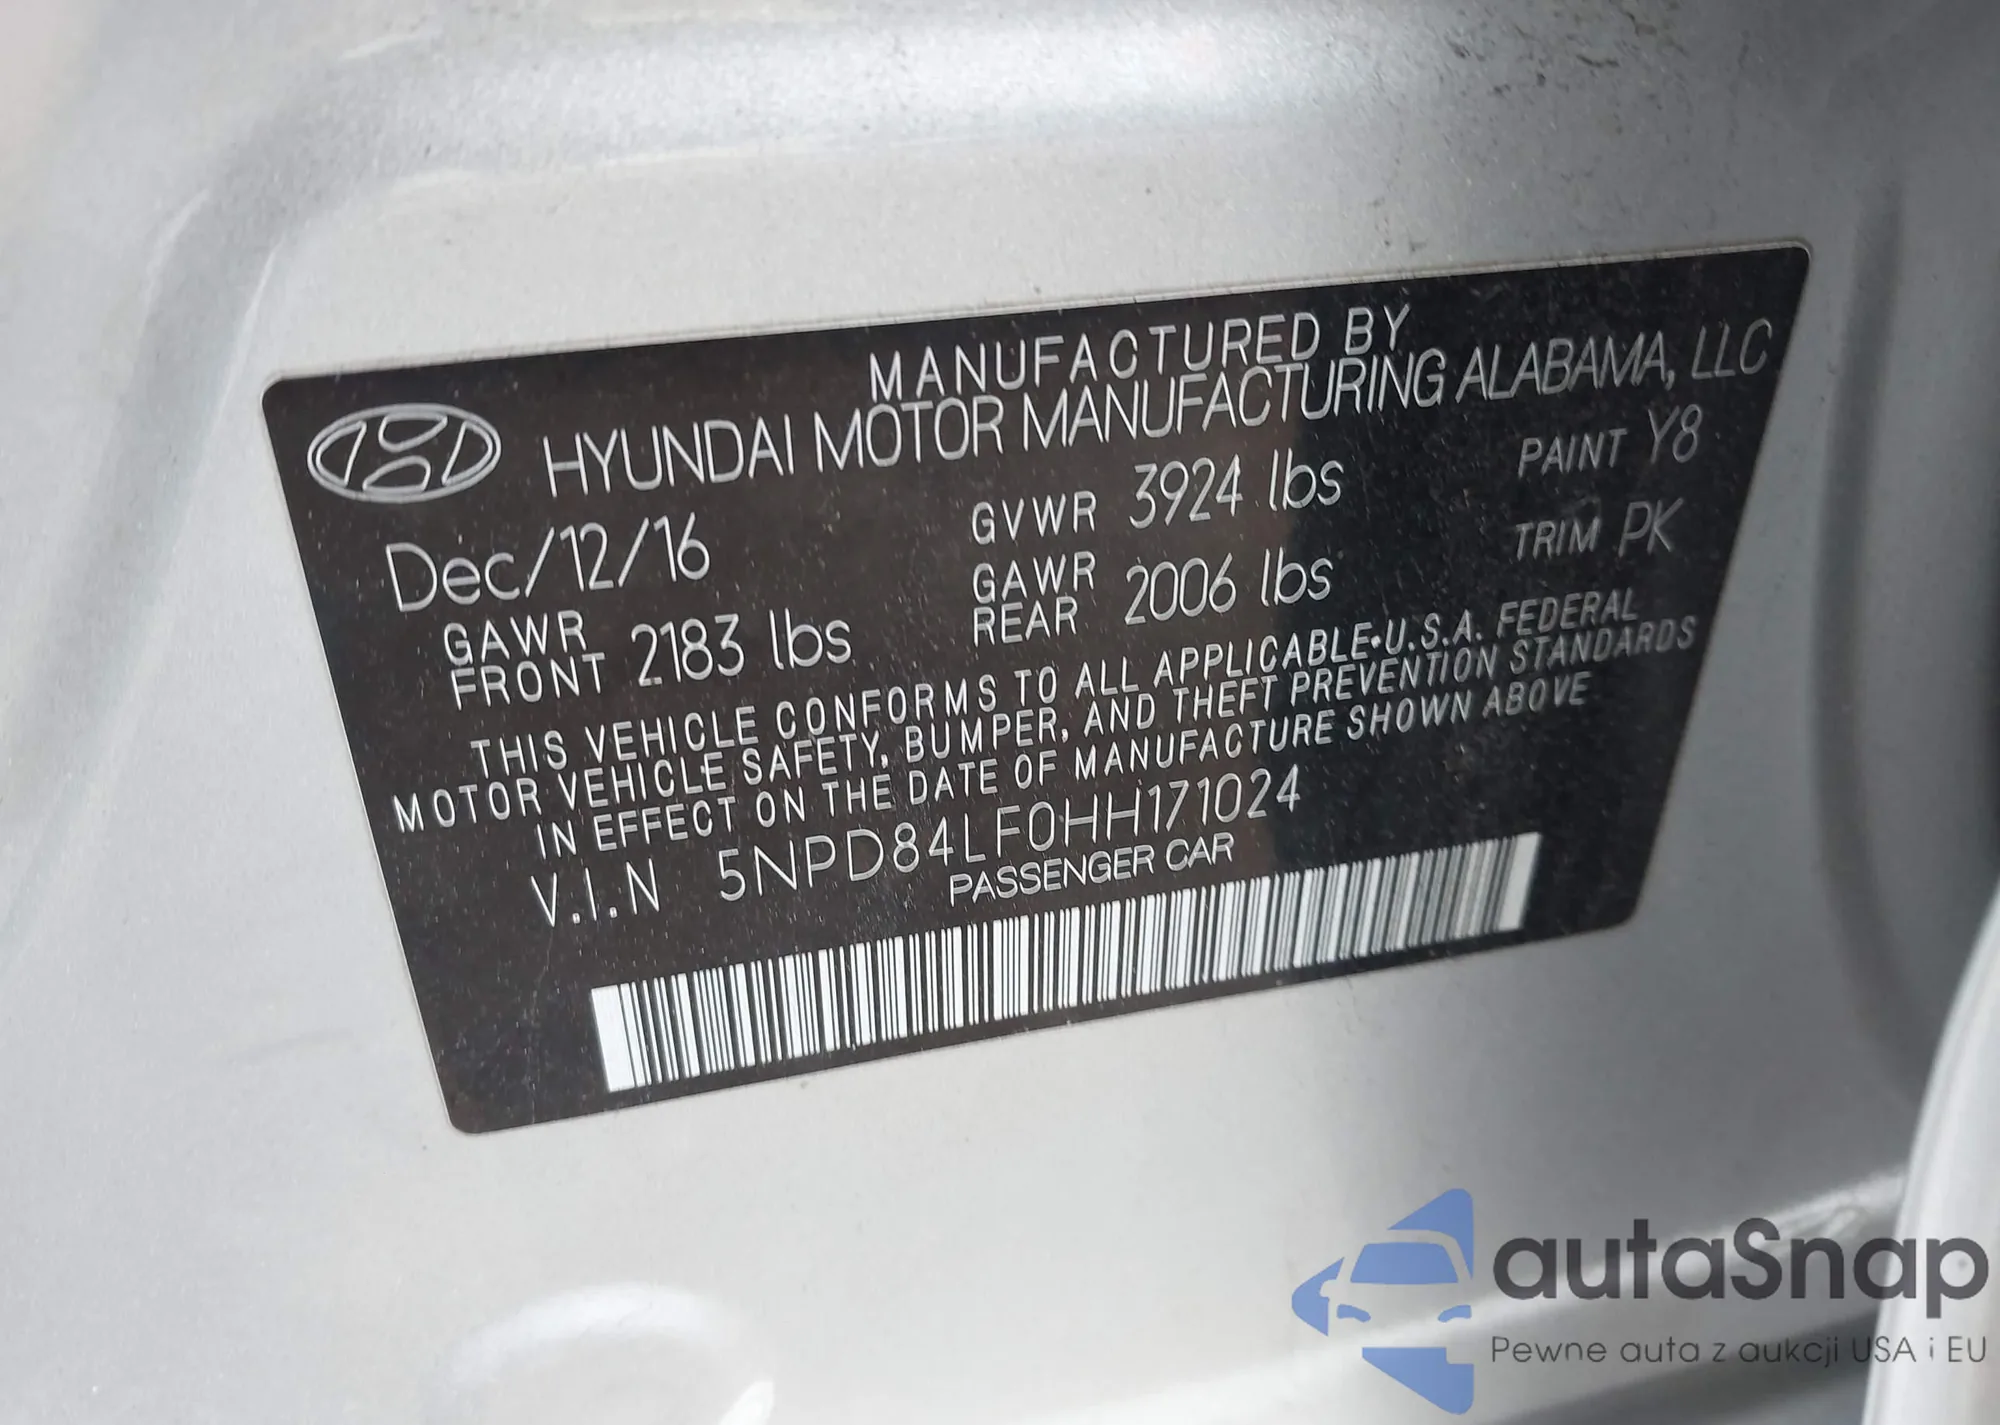 MANUFACTURED BY
HYUNDAI MOTOR MANUFACTURING ALABAMA, LLC
Dec/12/16 GVWR 3924 lbs PAINT Y8
GAWR FRONT 2183 lbs GAWR REAR 2006 lbs TRIM PK
THIS VEHICLE CONFORMS TO ALL APPLICABLE U.S.A. FEDERAL
MOTOR VEHICLE SAFETY, BUMPER, AND THEFT PREVENTION STANDARDS
IN EFFECT ON THE DATE OF MANUFACTURE SHOWN ABOVE
V.I.N 5NPD84LF0HH171024
PASSENGER CAR
autaSnap
Pewne auta z aukcji USA i EU